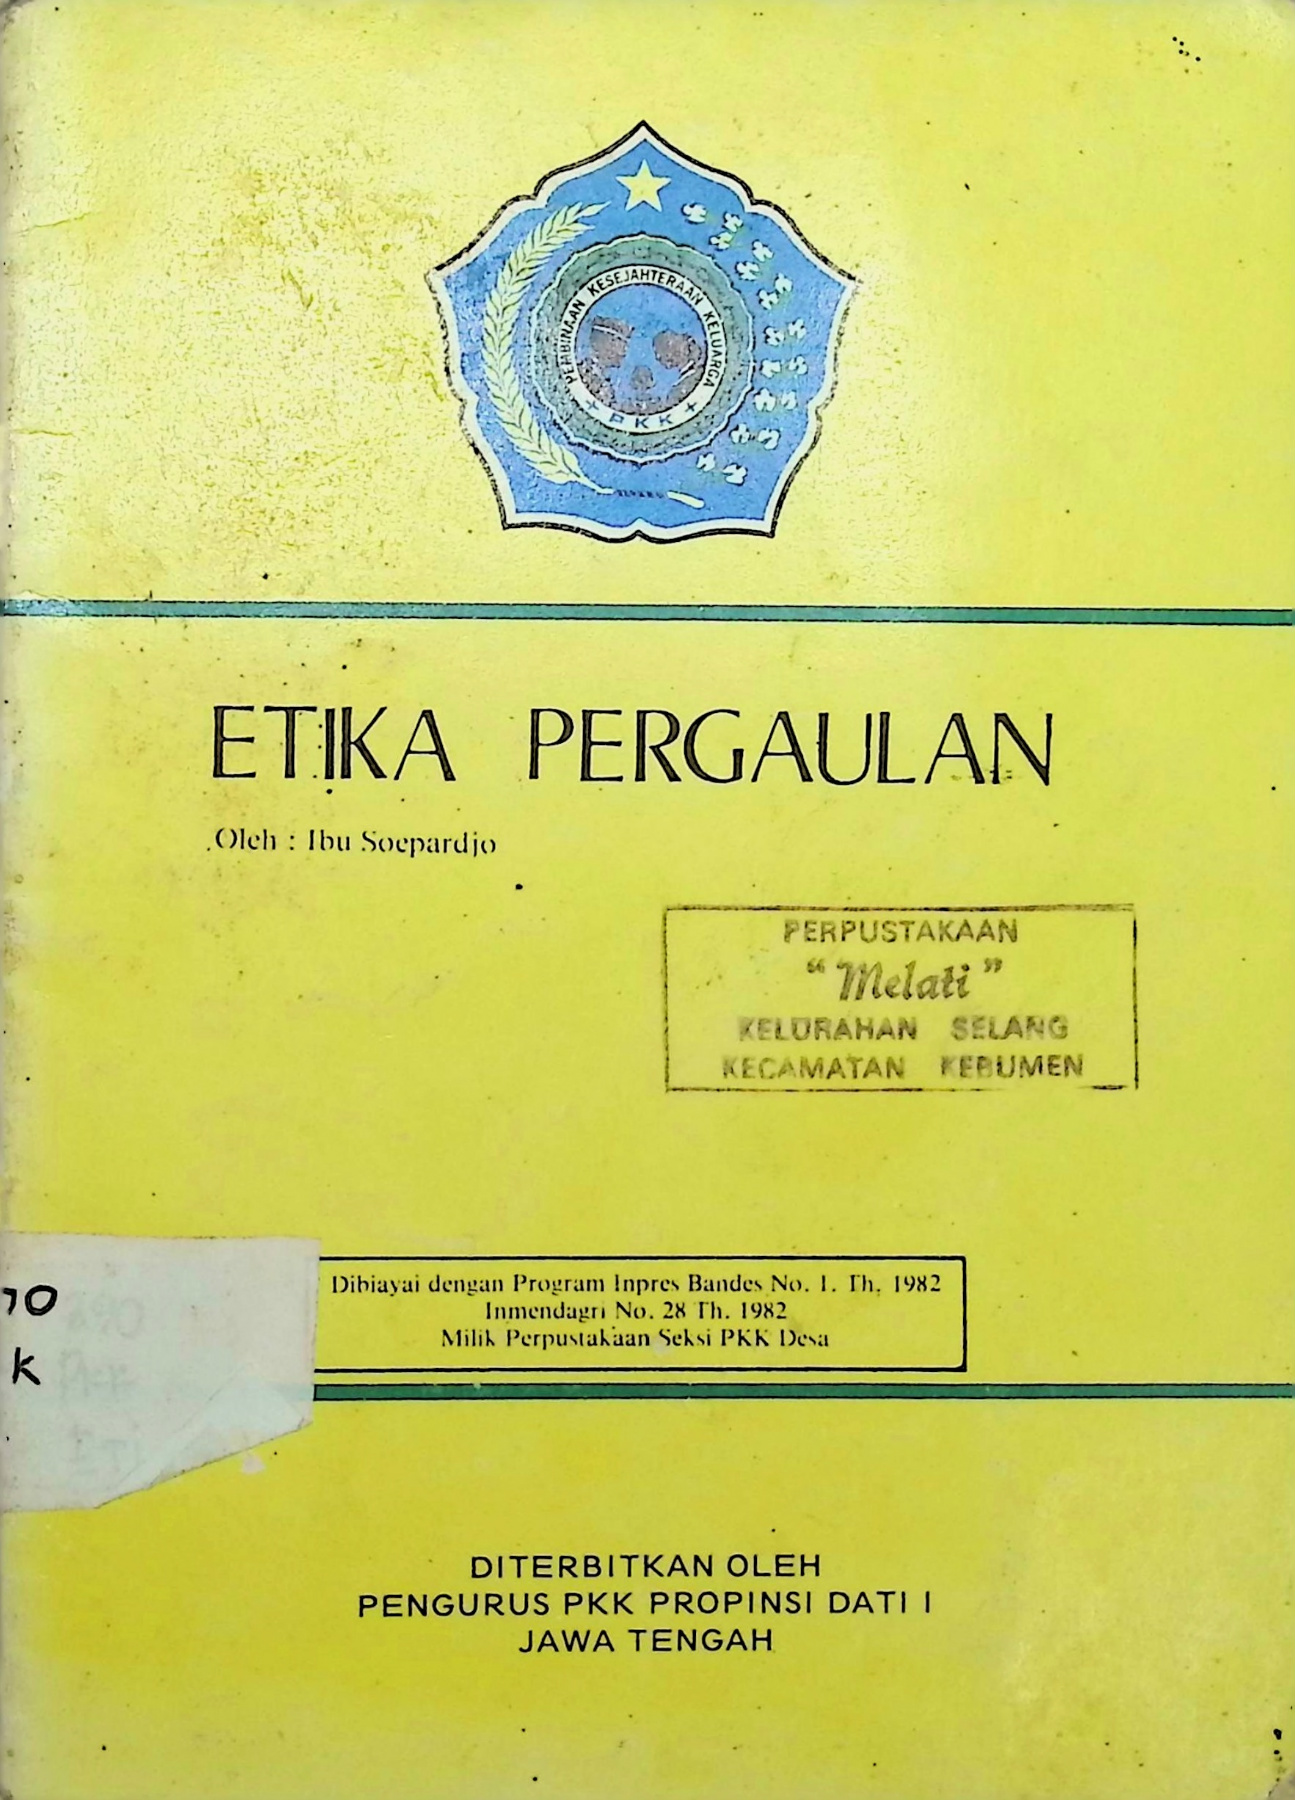 PEMBINAAN KESEJAHTERAAN KELUARGA
+ PKK +
ETIKA PERGAULAN
Oleh : Ibu Soepardjo
PERPUSTAKAAN
“Melati”
KELURAHAN SELANG
KECAMATAN KEBUMEN
Dibiayai dengan Program Inpres Bandes No. 1. Th. 1982
Inmendagri No. 28 Th. 1982
Milik Perpustakaan Seksi PKK Desa
K
DITERBITKAN OLEH
PENGURUS PKK PROPINSI DATI I
JAWA TENGAH